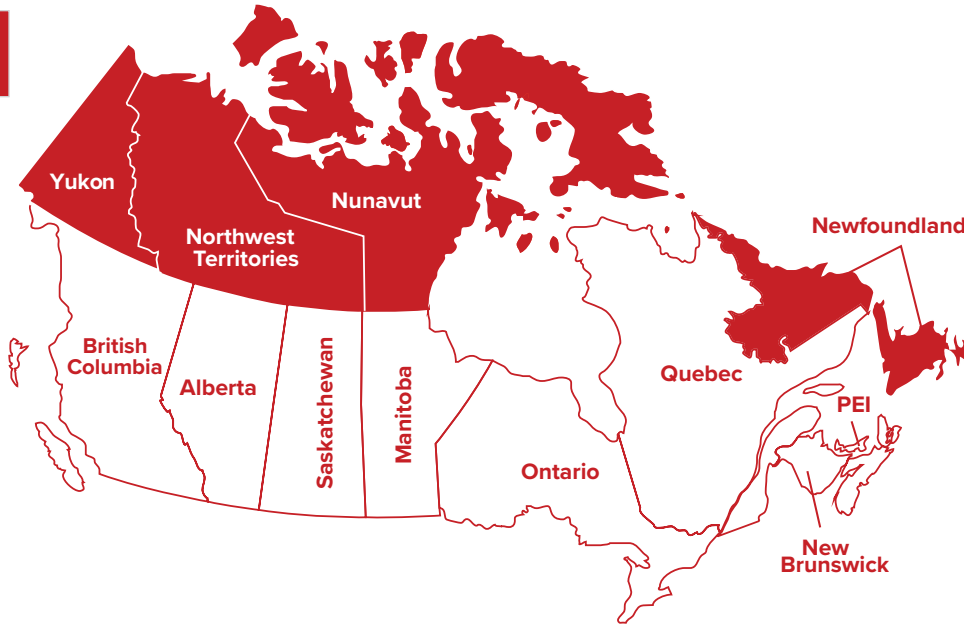 Yukon
Nunavut
Northwest
Territories
Newfoundland
British
Columbia
Alberta
Saskatchewan
Manitoba
Quebec
PEI
Ontario
New
Brunswick